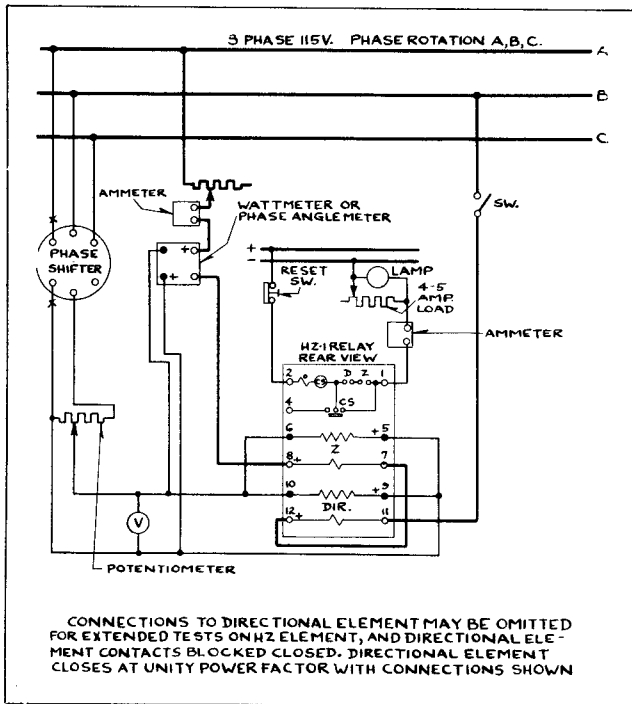 3 PHASE 115V. PHASE ROTATION A,B,C.
A
B
C.
AMMETER
WATTMETER OR
PHASE ANGLE METER
SW.
PHASE
SHIFTER
+
+
+
-
RESET
SW.
LAMP
4-5
AMP.
LOAD
AMMETER
HZ-1 RELAY
REAR VIEW
2
CS
D
Z
1
4
CS
6
+5
Z
8+
7
10
+9
DIR.
12+
11
V
POTENTIOMETER
CONNECTIONS TO DIRECTIONAL ELEMENT MAY BE OMITTED
FOR EXTENDED TESTS ON HZ ELEMENT, AND DIRECTIONAL ELE-
MENT CONTACTS BLOCKED CLOSED. DIRECTIONAL ELEMENT
CLOSES AT UNITY POWER FACTOR WITH CONNECTIONS SHOWN